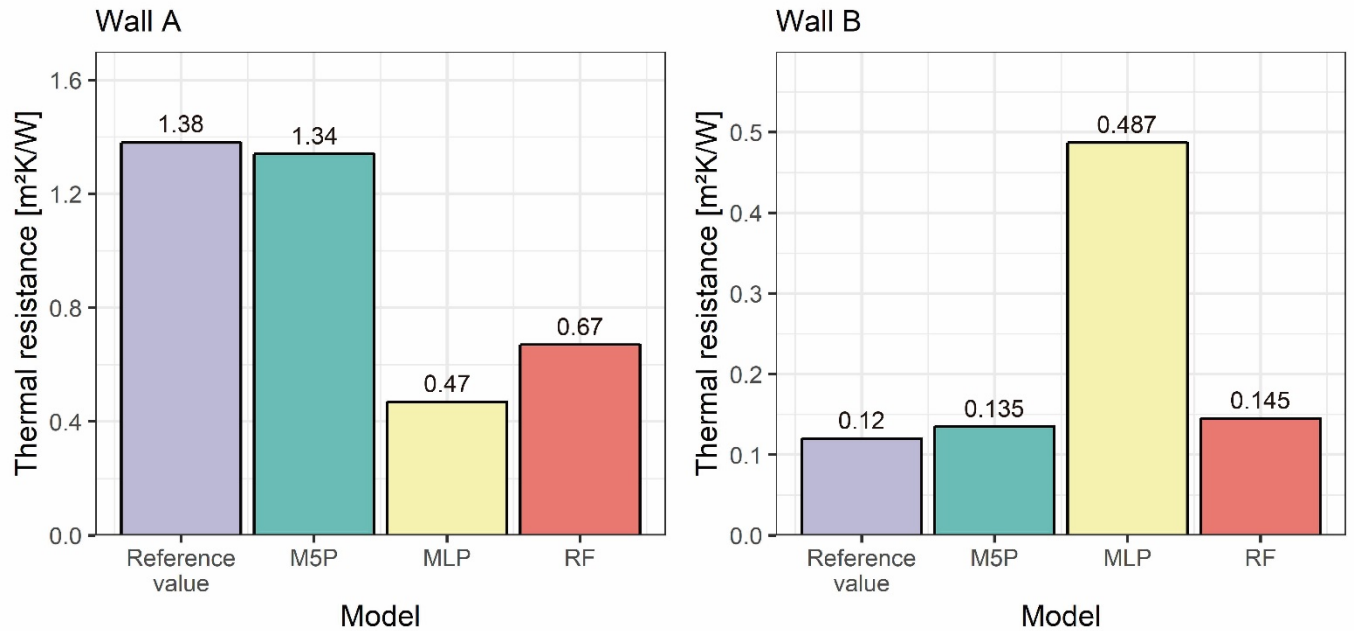 Wall A
Thermal resistance [m²K/W]
1.6
1.2
0.8
0.4
0.0
1.38
1.34
0.47
0.67
Reference
value
M5P
MLP
RF
Model
Wall B
Thermal resistance [m²K/W]
0.5
0.4
0.3
0.2
0.1
0.0
0.12
0.135
0.487
0.145
Reference
value
M5P
MLP
RF
Model